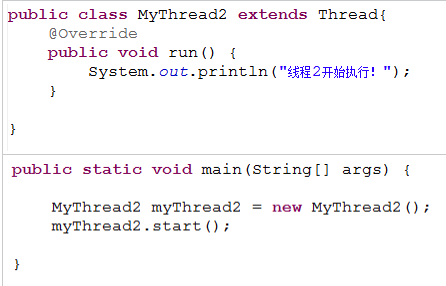 public class MyThread2 extends Thread{
    @Override
    public void run() {
        System.out.println("线程2开始执行！");
    }

}
public static void main(String[] args) {

    MyThread2 myThread2 = new MyThread2();
    myThread2.start();

}